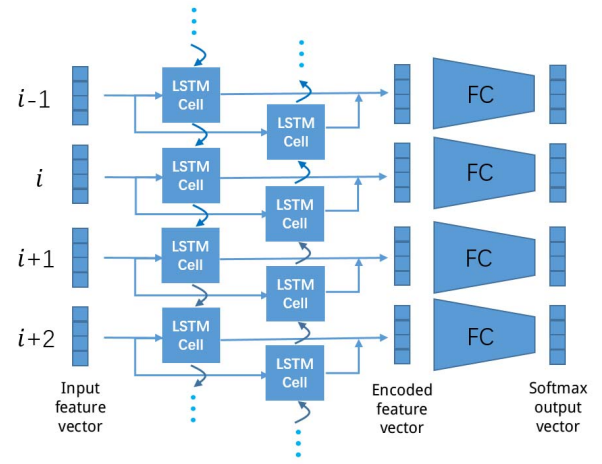 LSTM
Cell
i-1
FC
LSTM
Cell
LSTM
Cell
i
FC
LSTM
Cell
LSTM
Cell
i+1
FC
LSTM
Cell
LSTM
Cell
i+2
FC
LSTM
Cell
Input
feature
vector
Encoded
feature
vector
Softmax
output
vector